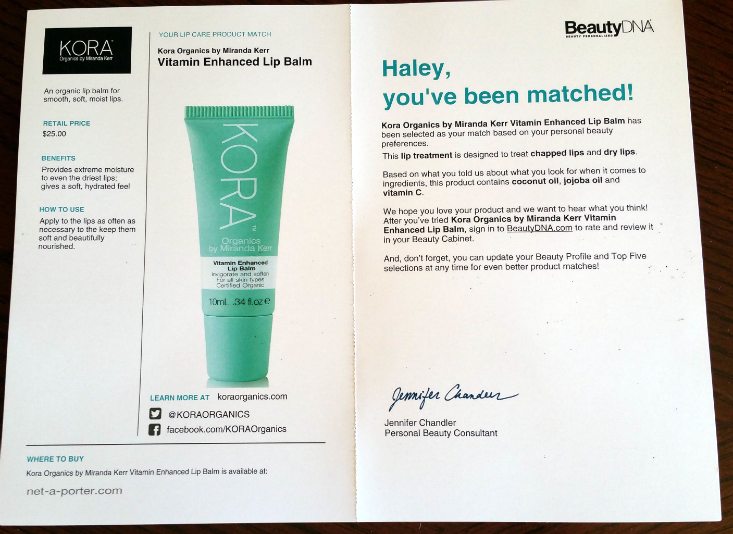 KORA
Organics by Miranda Kerr
An organic lip balm for
smooth, soft, moist lips.
RETAIL PRICE
$25.00
BENEFITS
Provides extreme moisture
to even the driest lips;
gives a soft, hydrated feel
HOW TO USE
Apply to the lips as often as
necessary to the keep them
soft and beautifully
nourished.
YOUR LIP CARE PRODUCT MATCH
Kora Organics by Miranda Kerr
Vitamin Enhanced Lip Balm
KORA
Organics
by Miranda Kerr
Vitamin Enhanced
Lip Balm
Invigorate and soften
For all skin types
Certified Organic
10ml .34 fl.oz e
LEARN MORE AT koraorganics.com
@KORAORGANICS
facebook.com/KORAOrganics
WHERE TO BUY
Kora Organics by Miranda Kerr Vitamin Enhanced Lip Balm is available at:
net-a-porter.com
BeautyDNA
BEAUTY PERSONALIZED
Haley,
you've been matched!
Kora Organics by Miranda Kerr Vitamin Enhanced Lip Balm has
been selected as your match based on your personal beauty
preferences.
This lip treatment is designed to treat chapped lips and dry lips.
Based on what you told us about what you look for when it comes to
ingredients, this product contains coconut oil, jojoba oil and
vitamin C.
We hope you love your product and we want to hear what you think!
After you've tried Kora Organics by Miranda Kerr Vitamin
Enhanced Lip Balm, sign in to BeautyDNA.com to rate and review it
in your Beauty Cabinet.
And, don't forget, you can update your Beauty Profile and Top Five
selections at any time for even better product matches!
Jennifer Chandler
Jennifer Chandler
Personal Beauty Consultant